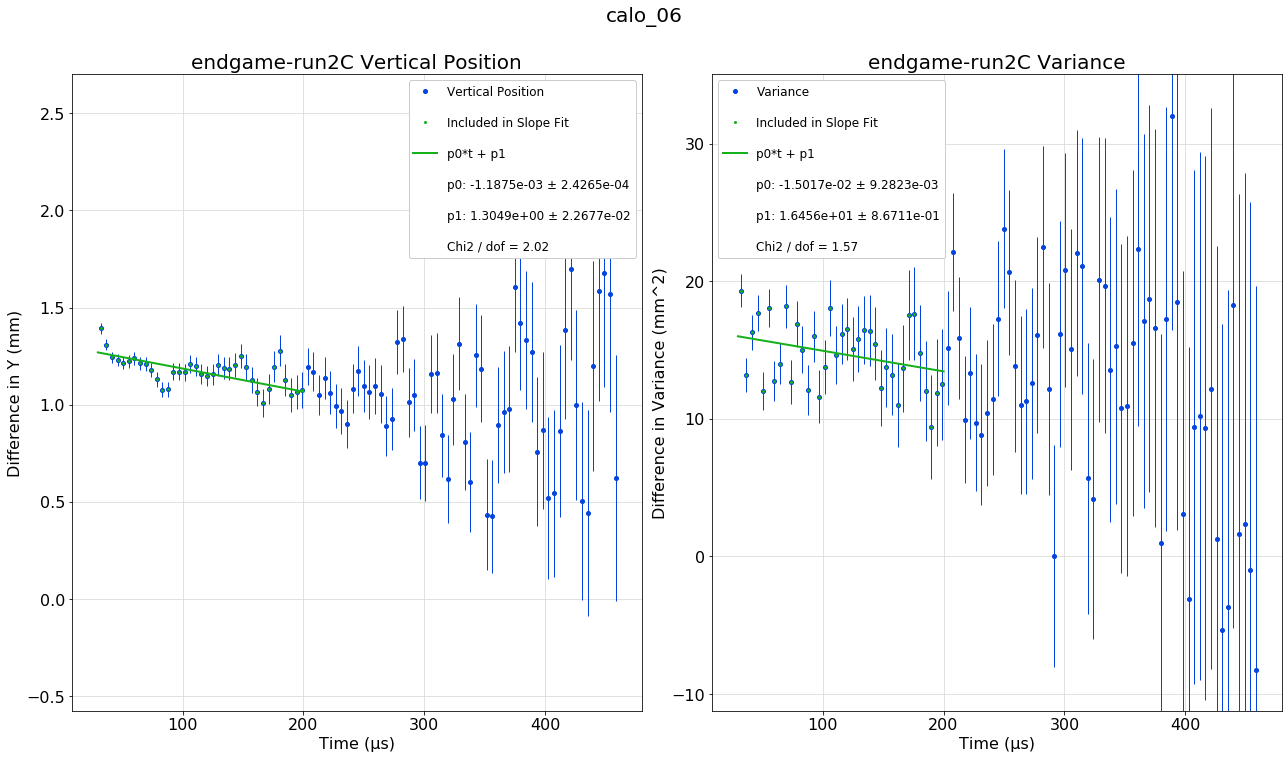 calo_06
endgame-run2C Vertical Position
Difference in Y (mm)
2.5
2.0
1.5
1.0
0.5
0.0
−0.5
100
200
300
400
Time (μs)
Vertical Position
Included in Slope Fit
p0*t + p1
p0: -1.1875e-03 ± 2.4265e-04
p1: 1.3049e+00 ± 2.2677e-02
Chi2 / dof = 2.02
endgame-run2C Variance
Difference in Variance (mm^2)
30
20
10
0
−10
100
200
300
400
Time (μs)
Variance
Included in Slope Fit
p0*t + p1
p0: -1.5017e-02 ± 9.2823e-03
p1: 1.6456e+01 ± 8.6711e-01
Chi2 / dof = 1.57